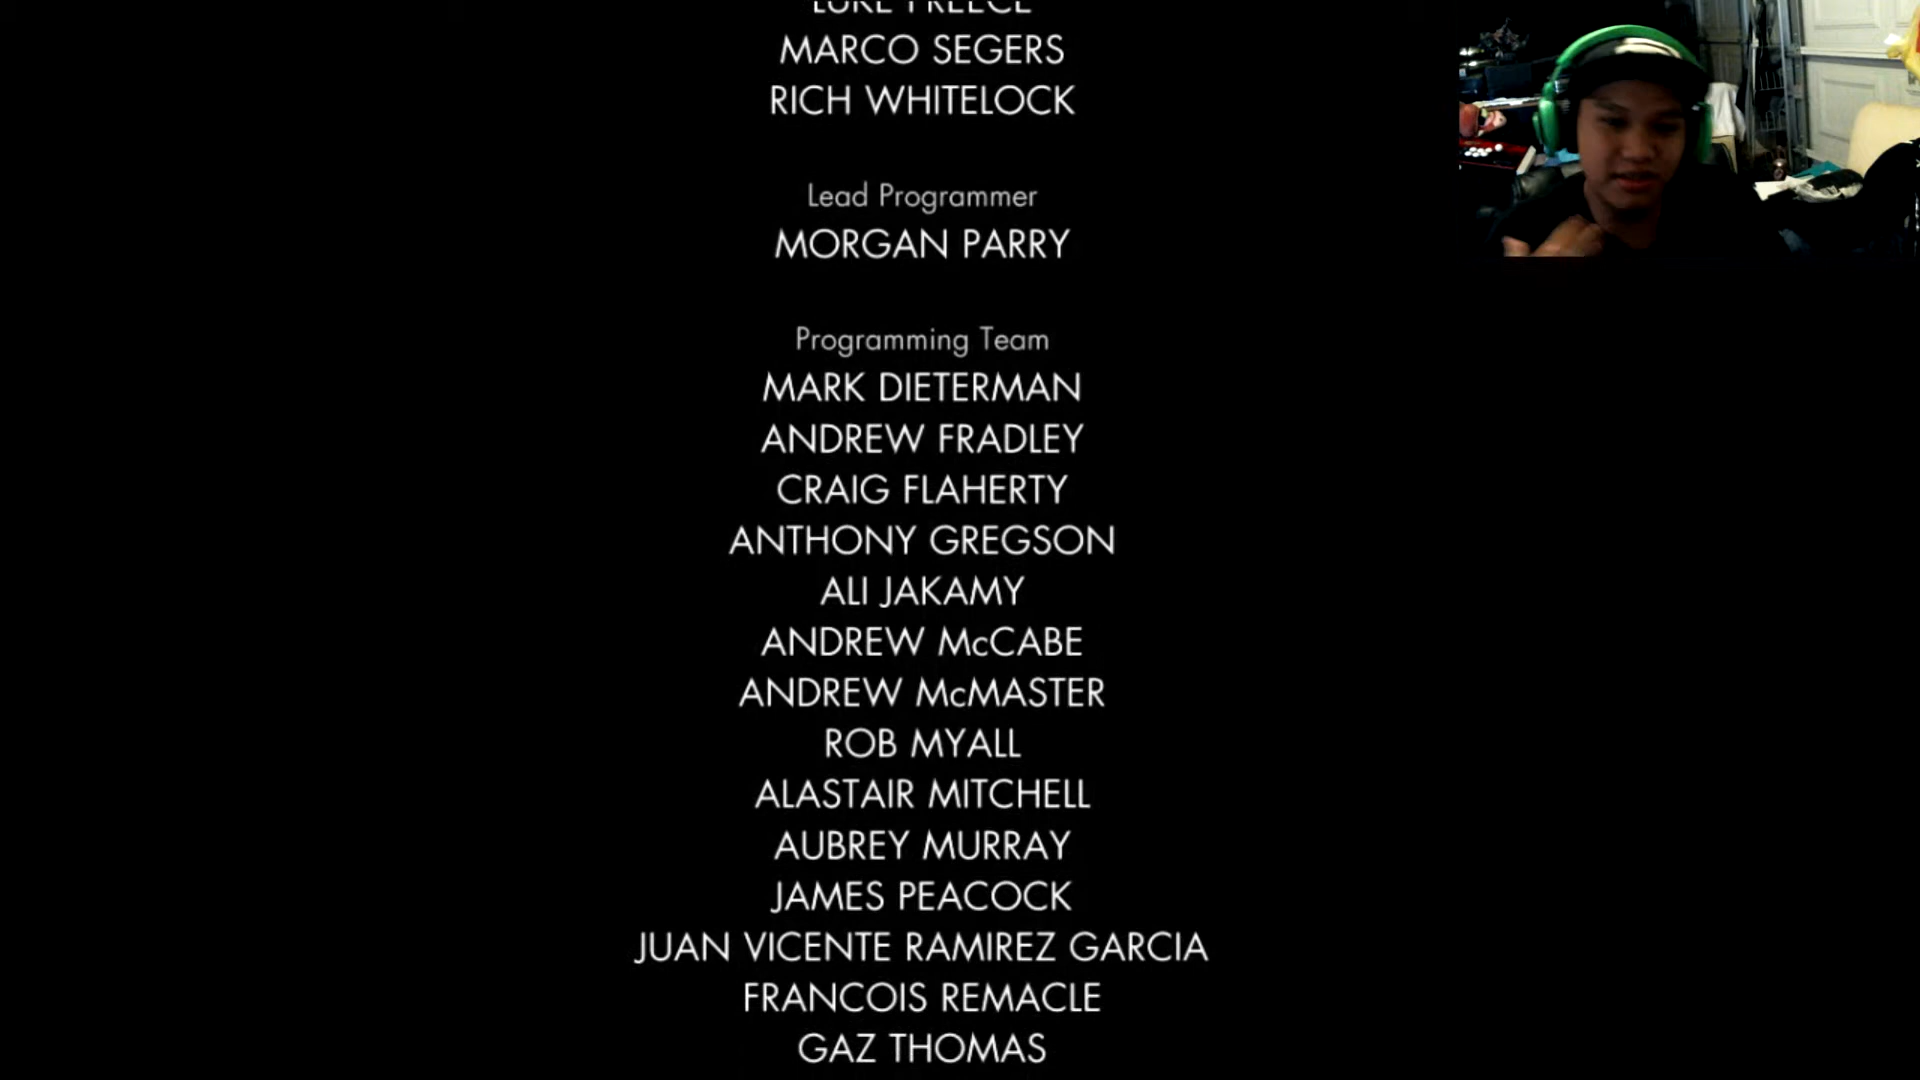 LUKE PREECE
MARCO SEGERS
RICH WHITELOCK
Lead Programmer
MORGAN PARRY
Programming Team
MARK DIETERMAN
ANDREW FRADLEY
CRAIG FLAHERTY
ANTHONY GREGSON
ALI JAKAMY
ANDREW McCABE
ANDREW McMASTER
ROB MYALL
ALASTAIR MITCHELL
AUBREY MURRAY
JAMES PEACOCK
JUAN VICENTE RAMIREZ GARCIA
FRANCOIS REMACLE
GAZ THOMAS